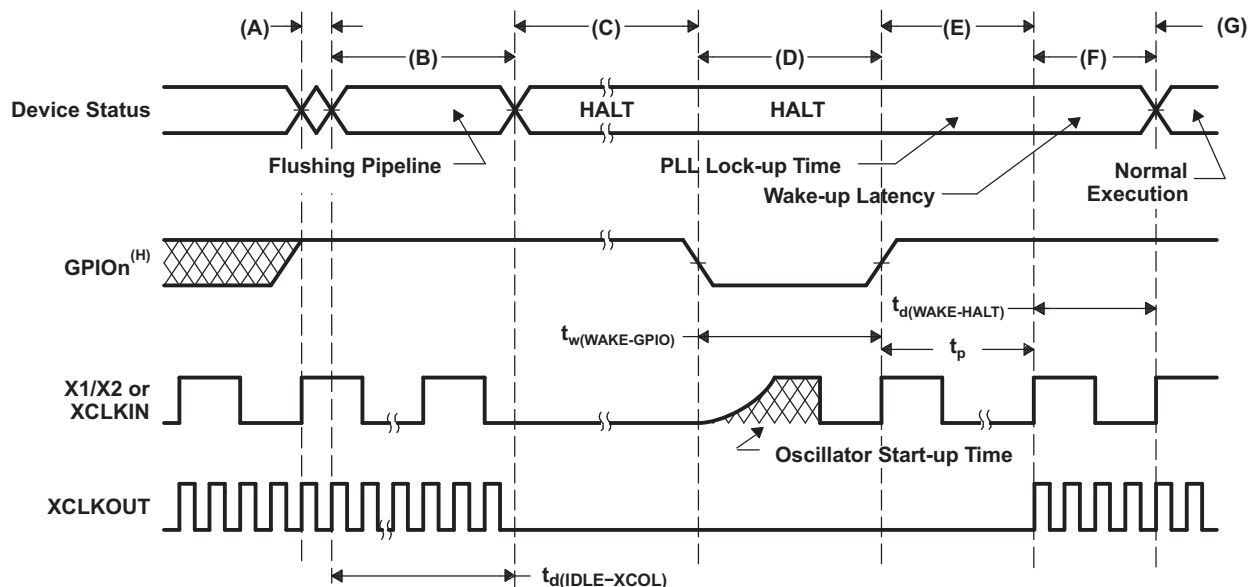 (A)
(C)
(E)
(G)
(B)
(D)
(F)
Device Status
HALT
HALT
Flushing Pipeline
PLL Lock-up Time
Wake-up Latency
Normal
Execution
GPIOn(H)
td(WAKE-HALT)
tw(WAKE-GPIO)
tp
X1/X2 or
XCLKIN
Oscillator Start-up Time
XCLKOUT
td(IDLE−XCOL)